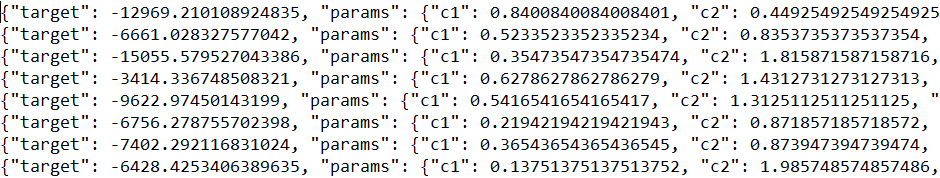 {"target": -12969.210108924835, "params": {"c1": 0.8400840084008401, "c2": 0.44925492549254925
{"target": -6661.028327577042, "params": {"c1": 0.5233523352335234, "c2": 0.8353735373537354,
{"target": -15055.579527043386, "params": {"c1": 0.35473547354735474, "c2": 1.815871587158716,
{"target": -3414.336748508321, "params": {"c1": 0.6278627862786279, "c2": 1.4312731273127313,
{"target": -9622.97450143199, "params": {"c1": 0.5416541654165417, "c2": 1.3125112511251125, "
{"target": -6756.278755702398, "params": {"c1": 0.21942194219421943, "c2": 0.871857185718572,
{"target": -7402.292116831024, "params": {"c1": 0.36543654365436545, "c2": 0.873947394739474,
{"target": -6428.4253406389635, "params": {"c1": 0.13751375137513752, "c2": 1.985748574857486,